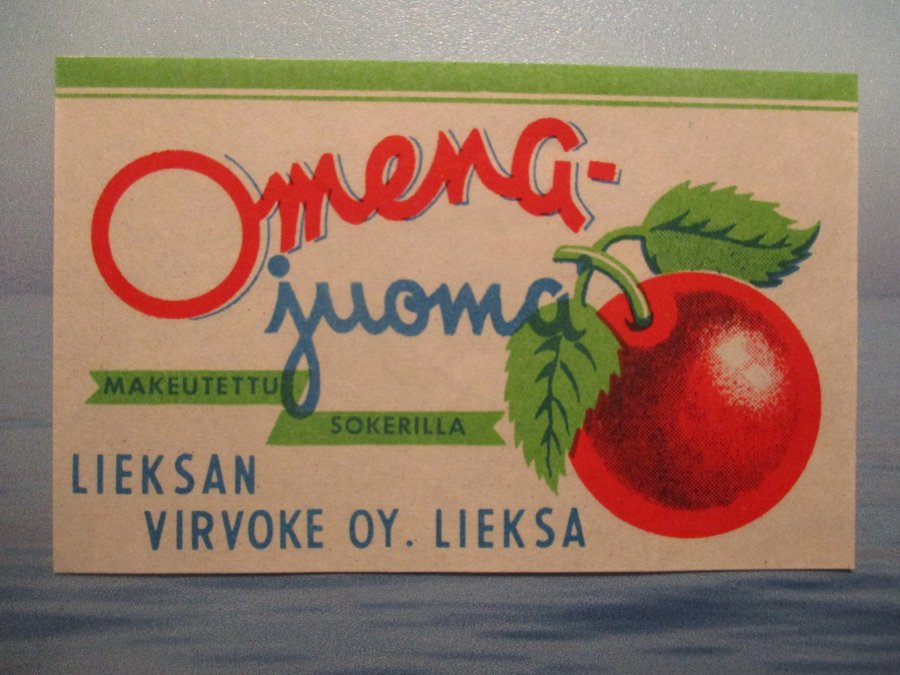 Omena-
juoma
MAKEUTETTU
SOKERILLA
LIEKSAN
VIRVOKE OY. LIEKSA